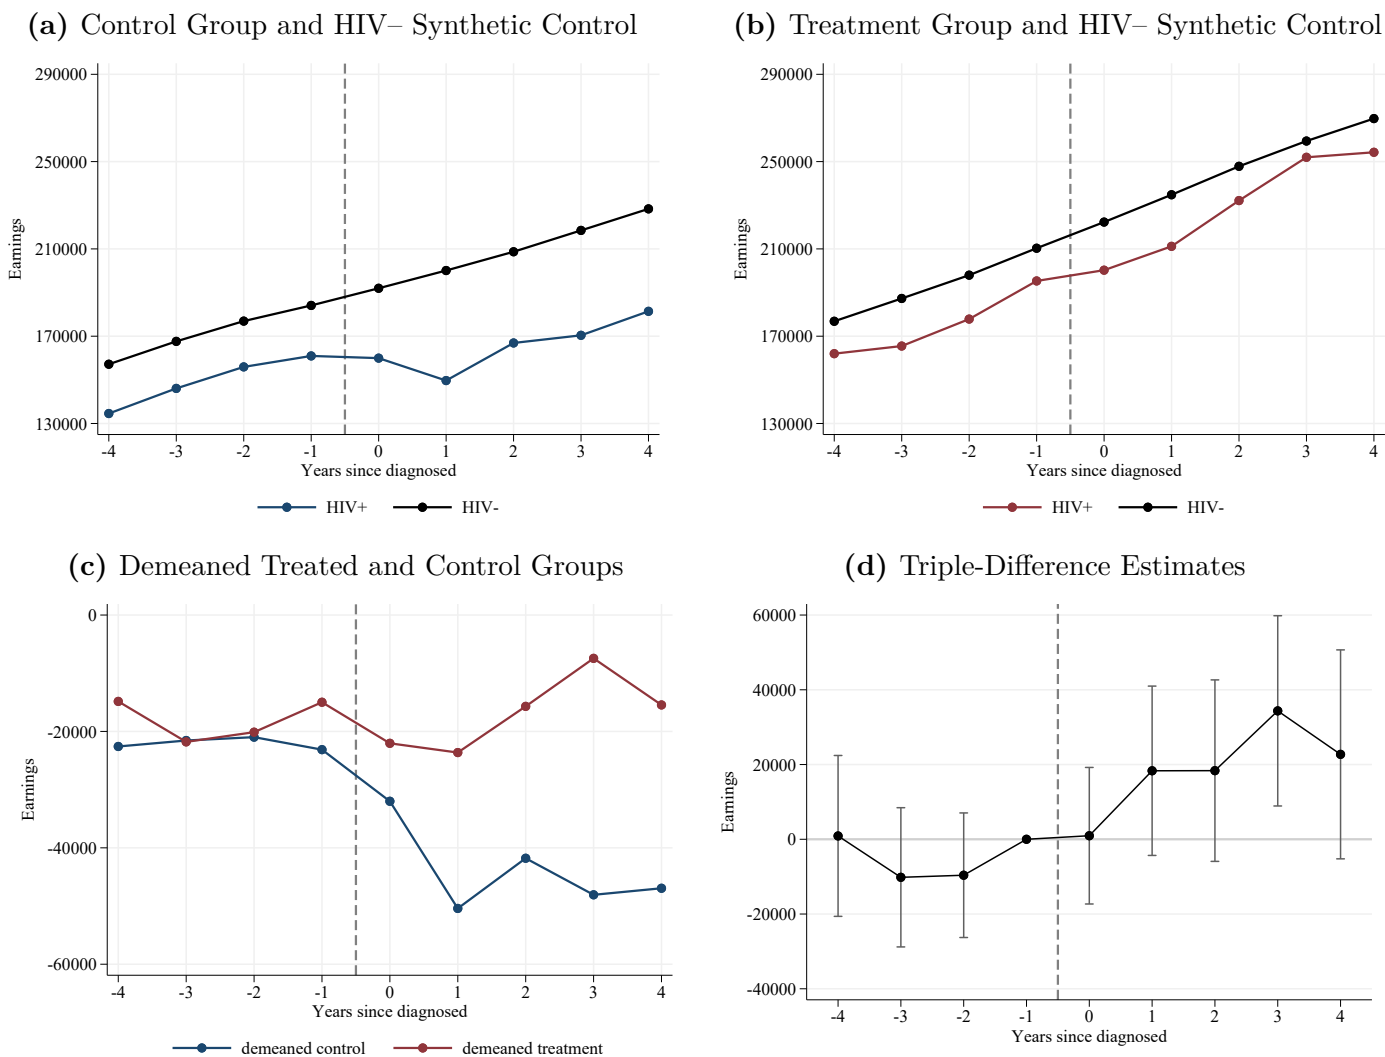 (a) Control Group and HIV– Synthetic Control
290000
250000
210000
170000
130000
Earnings
-4 -3 -2 -1 0 1 2 3 4
Years since diagnosed
HIV+ HIV-
(b) Treatment Group and HIV– Synthetic Control
290000
250000
210000
170000
130000
Earnings
-4 -3 -2 -1 0 1 2 3 4
Years since diagnosed
HIV+ HIV-
(c) Demeaned Treated and Control Groups
0
-20000
-40000
-60000
Earnings
-4 -3 -2 -1 0 1 2 3 4
Years since diagnosed
demeaned control demeaned treatment
(d) Triple-Difference Estimates
60000
40000
20000
0
-20000
-40000
Earnings
-4 -3 -2 -1 0 1 2 3 4
Years since diagnosed